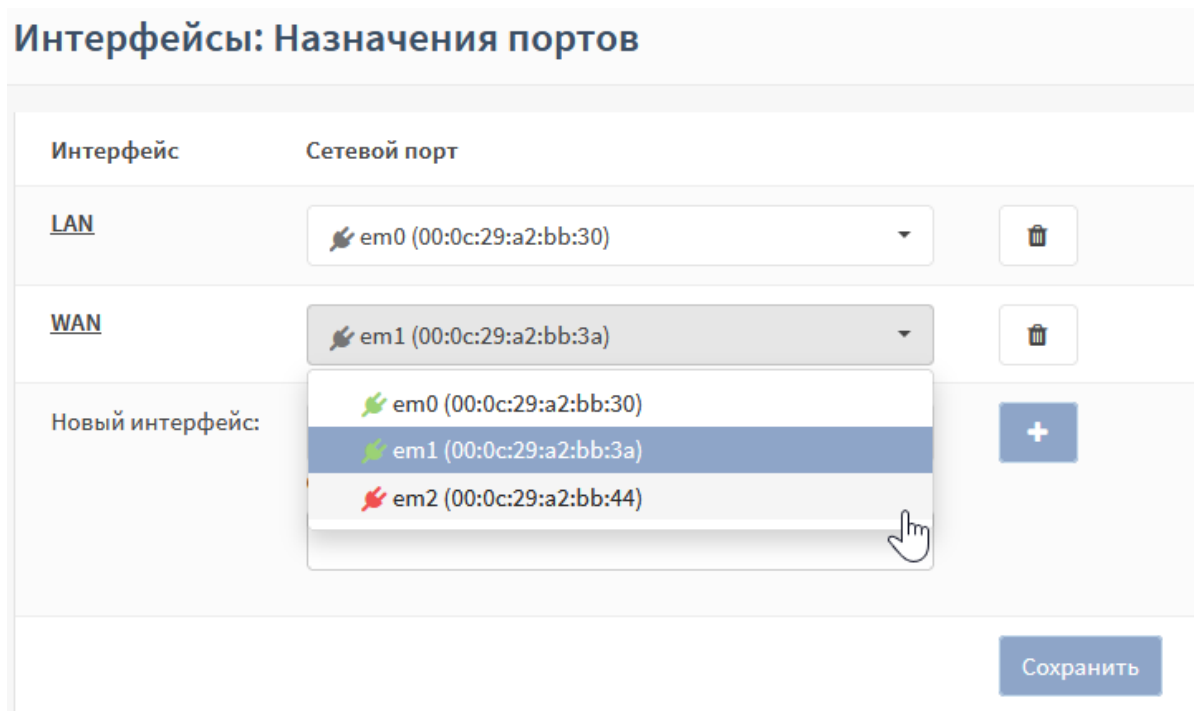 Интерфейсы: Назначения портов
Интерфейс Сетевой порт
LAN em0 (00:0c:29:a2:bb:30)
WAN em1 (00:0c:29:a2:bb:3a)
em0 (00:0c:29:a2:bb:30)
Новый интерфейс:
em1 (00:0c:29:a2:bb:3a)
em2 (00:0c:29:a2:bb:44)
Сохранить